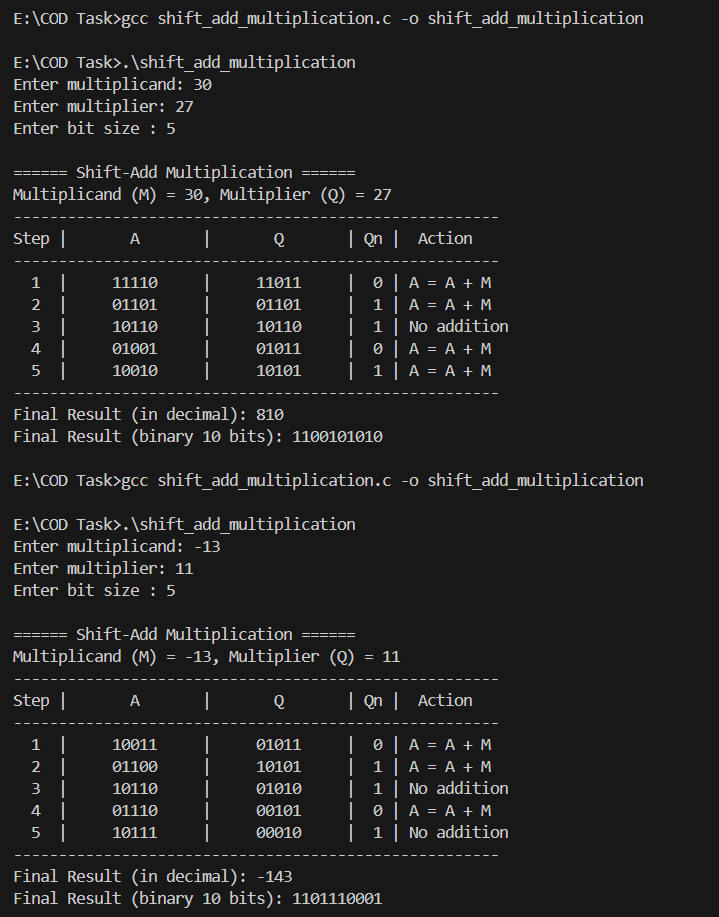 E:\COD Task>gcc shift_add_multiplication.c -o shift_add_multiplication
E:\COD Task>.\shift_add_multiplication
Enter multiplicand: 30
Enter multiplier: 27
Enter bit size : 5
====== Shift-Add Multiplication ======
Multiplicand (M) = 30, Multiplier (Q) = 27
------------------------------------------------------
Step |       A       |       Q       | Qn |  Action
------------------------------------------------------
  1  |     11110     |     11011     |  0 | A = A + M
  2  |     01101     |     01101     |  1 | A = A + M
  3  |     10110     |     10110     |  1 | No addition
  4  |     01001     |     01011     |  0 | A = A + M
  5  |     10010     |     10101     |  1 | A = A + M
------------------------------------------------------
Final Result (in decimal): 810
Final Result (binary 10 bits): 1100101010
E:\COD Task>gcc shift_add_multiplication.c -o shift_add_multiplication
E:\COD Task>.\shift_add_multiplication
Enter multiplicand: -13
Enter multiplier: 11
Enter bit size : 5
====== Shift-Add Multiplication ======
Multiplicand (M) = -13, Multiplier (Q) = 11
------------------------------------------------------
Step |       A       |       Q       | Qn |  Action
------------------------------------------------------
  1  |     10011     |     01011     |  0 | A = A + M
  2  |     01100     |     10101     |  1 | A = A + M
  3  |     10110     |     01010     |  1 | No addition
  4  |     01110     |     00101     |  0 | A = A + M
  5  |     10111     |     00010     |  1 | No addition
------------------------------------------------------
Final Result (in decimal): -143
Final Result (binary 10 bits): 1101110001